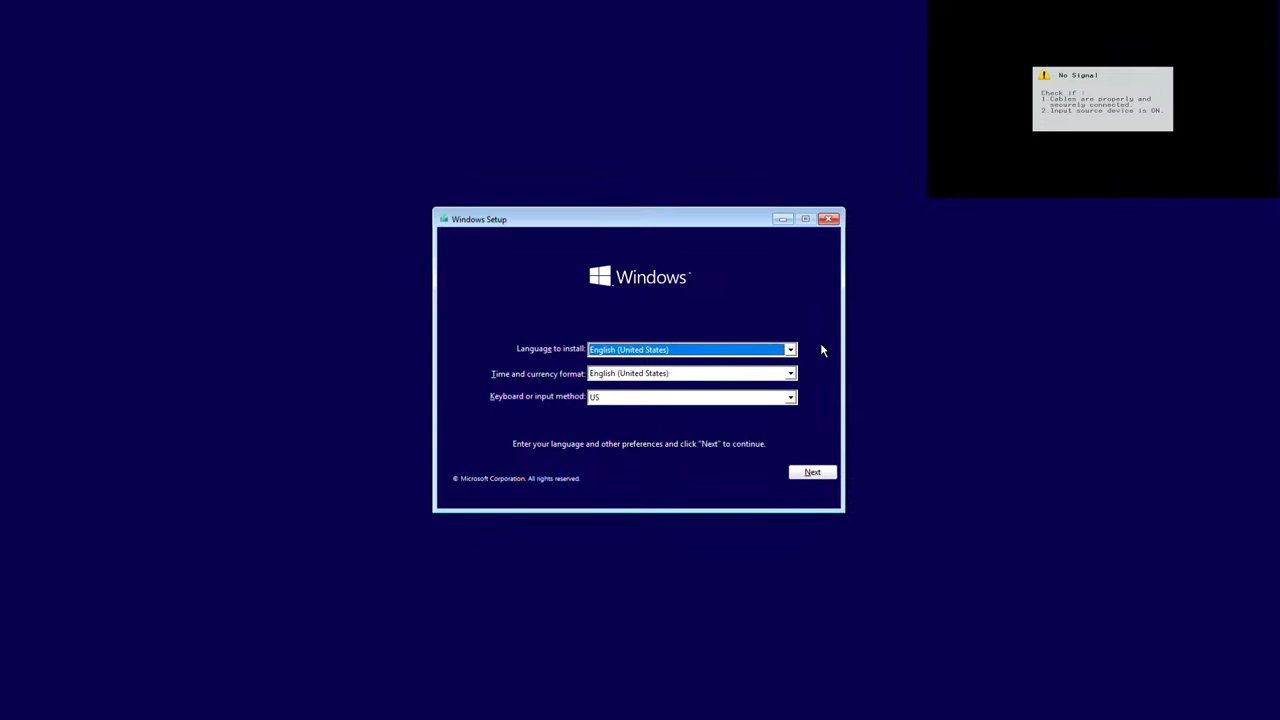 No Signal
Check if :
1.Cables are properly and
securely connected.
2.Input source device is ON.
Windows Setup
Windows
Language to install: English (United States)
Time and currency format: English (United States)
Keyboard or input method: US
Enter your language and other preferences and click "Next" to continue.
Next
© Microsoft Corporation. All rights reserved.